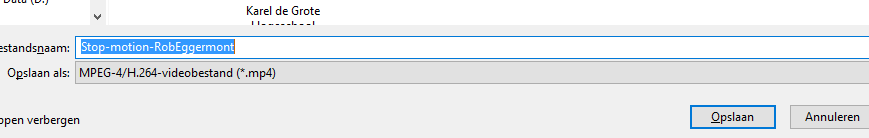 Data (D:)
Karel de Grote
Hogeschool
estandsnaam: Stop-motion-RobEggermont
Opslaan als: MPEG-4/H.264-videobestand (*.mp4)
ppen verbergen
Opslaan
Annuleren